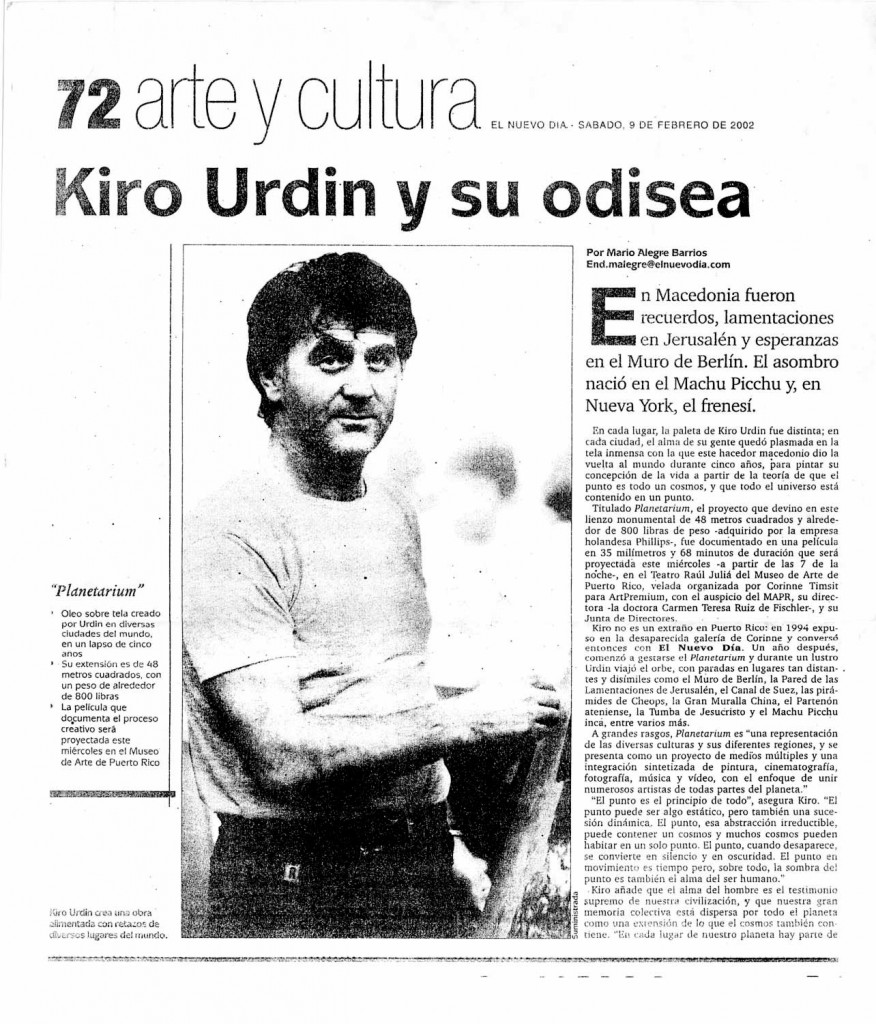 72 arte y cultura
EL NUEVO DIA - SABADO, 9 DE FEBRERO DE 2002
Kiro Urdin y su odisea
Por Mario Alegre Barrios
End.malegre@elnuevodia.com
En Macedonia fueron
recuerdos, lamentaciones
en Jerusalén y esperanzas
en el Muro de Berlín. El asombro
nació en el Machu Picchu y, en
Nueva York, el frenesí.
En cada lugar, la paleta de Kiro Urdin fue distinta; en
cada ciudad, el alma de su gente quedó plasmada en la
tela inmensa con la que este hacedor macedonio dio la
vuelta al mundo durante cinco años, para pintar su
concepción de la vida a partir de la teoría de que el
punto es todo un cosmos, y que todo el universo está
contenido en un punto.
Titulado Planetarium, el proyecto que devino en este
lienzo monumental de 48 metros cuadrados y alrede-
dor de 800 libras de peso -adquirido por la empresa
holandesa Phillips-, fue documentado en una película
en 35 milímetros y 68 minutos de duración que será
proyectada este miércoles -a partir de las 7 de la
noche-, en el Teatro Raúl Juliá del Museo de Arte de
Puerto Rico, velada organizada por Corinne Timsit
para ArtPremium, con el auspicio del MAPR, su directo-
ra -la doctora Carmen Teresa Ruiz de Fischler-, y su
Junta de Directores.
Kiro no es un extraño en Puerto Rico: en 1994 expu-
so en la desaparecida galería de Corinne y conversó
entonces con El Nuevo Día. Un año después,
comenzó a gestarse el Planetarium y durante un lustro
Urdin viajó el orbe, con paradas en lugares tan distan-
tes y disímiles como el Muro de Berlín, la Pared de las
Lamentaciones de Jerusalén, el Canal de Suez, las pirá-
mides de Cheops, la Gran Muralla China, el Partenón
ateniense, la Tumba de Jesucristo y el Machu Picchu
inca, entre varios más.
A grandes rasgos, Planetarium es “una representación
de las diversas culturas y sus diferentes regiones, y se
presenta como un proyecto de medios múltiples y una
integración sintetizada de pintura, cinematografía,
fotografía, música y vídeo, con el enfoque de unir
numerosos artistas de todas partes del planeta.”
“El punto es el principio de todo”, asegura Kiro. “El
punto puede ser algo estático, pero también una suce-
sión dinámica. El punto, esa abstracción irreductible,
puede contener un cosmos y muchos cosmos pueden
habitar en un solo punto. El punto, cuando desaparece,
se convierte en silencio y en oscuridad. El punto en
movimiento es tiempo pero, sobre todo, la sombra del
punto es también el alma del ser humano.”
Kiro añade que el alma del hombre es el testimonio
supremo de nuestra civilización, y que nuestra gran
memoria colectiva está dispersa por todo el planeta
como una extensión de lo que el cosmos también con-
tiene. “En cada lugar de nuestro planeta hay parte de
“Planetarium”
Oleo sobre tela creado
por Urdin en diversas
ciudades del mundo,
en un lapso de cinco
años
Su extensión es de 48
metros cuadrados, con
un peso de alrededor
de 800 libras
La película que
documenta el proceso
creativo será
proyectada este
miércoles en el Museo
de Arte de Puerto Rico
Kiro Urdin crea una obra
alimentada con retazos de
diversos lugares del mundo.
Suministrada